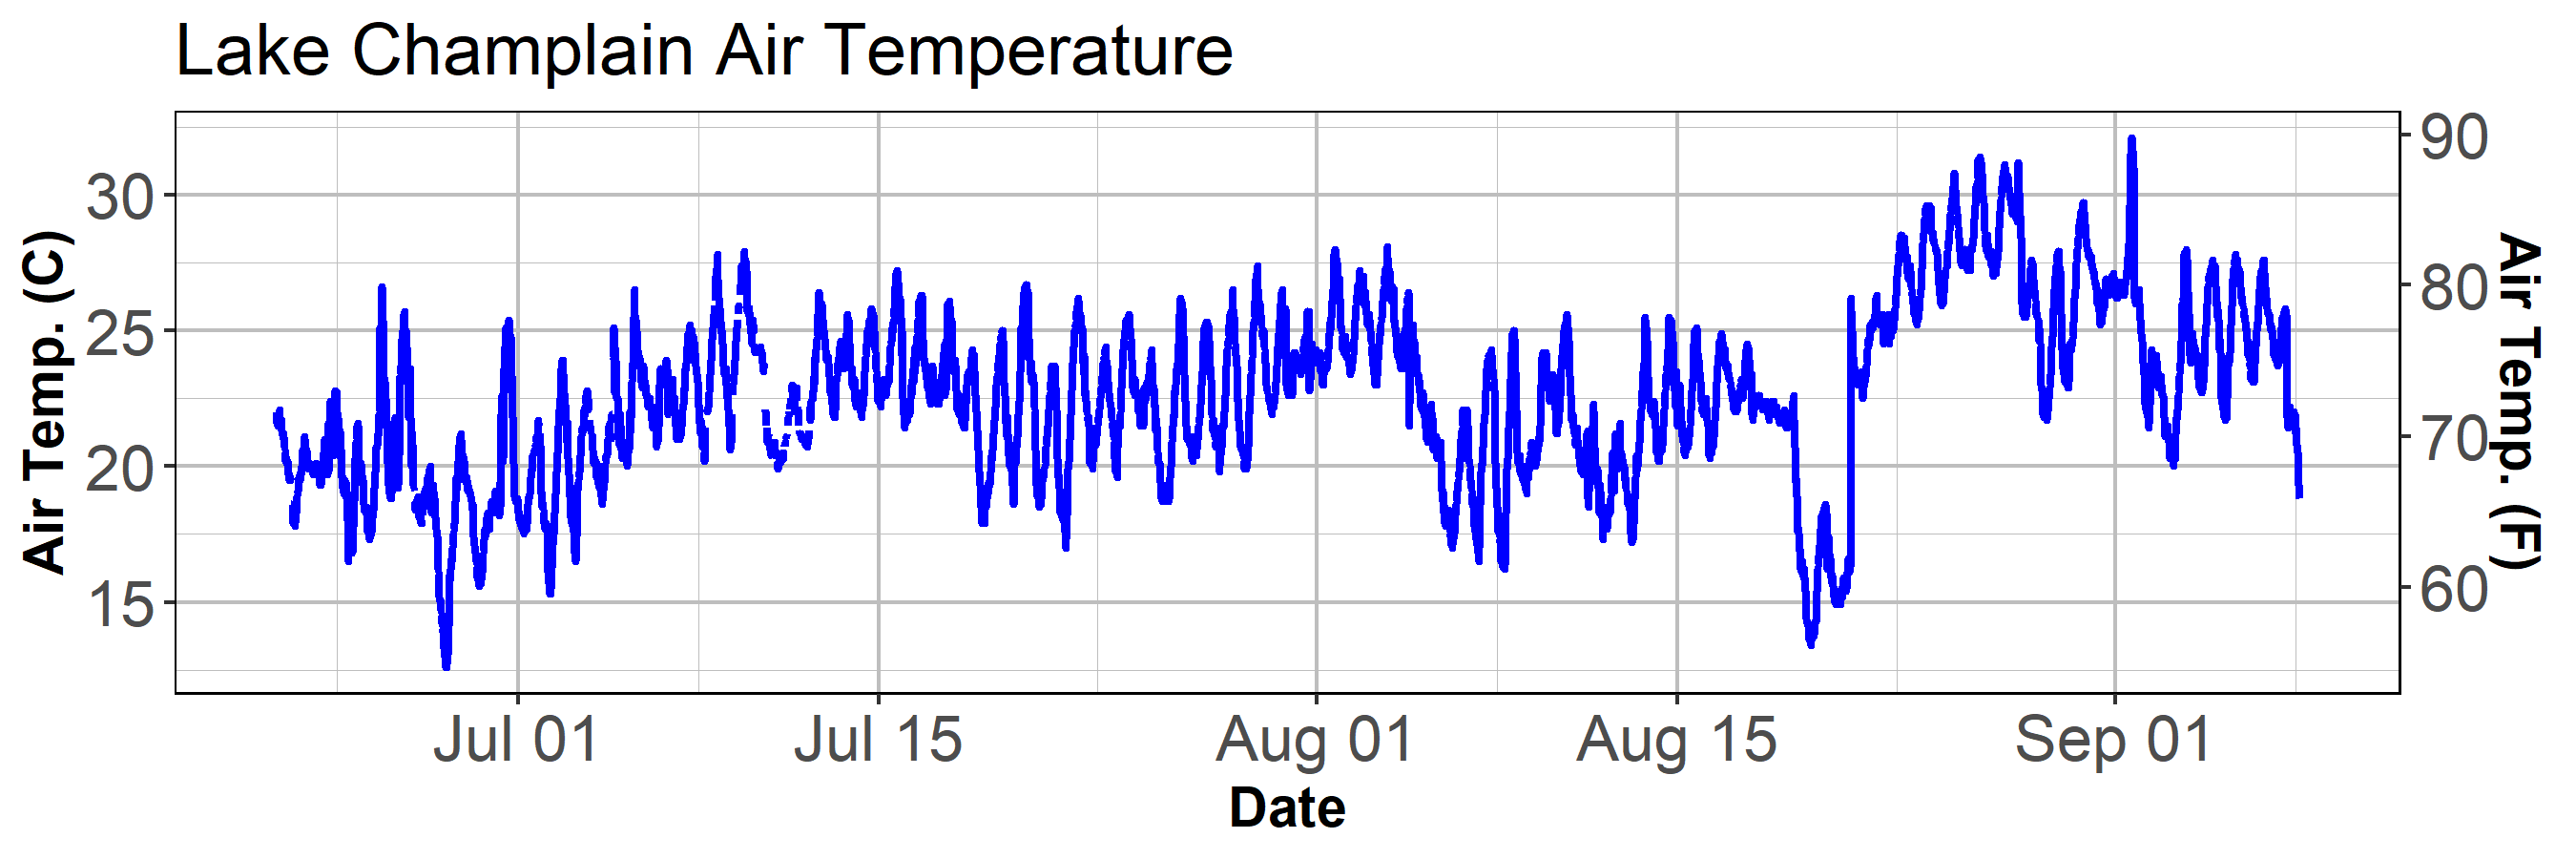 Lake Champlain Air Temperature
Air Temp. (C)
30
25
20
15
90
80
70
60
Air Temp. (F)
Jul 01
Jul 15
Aug 01
Aug 15
Sep 01
Date